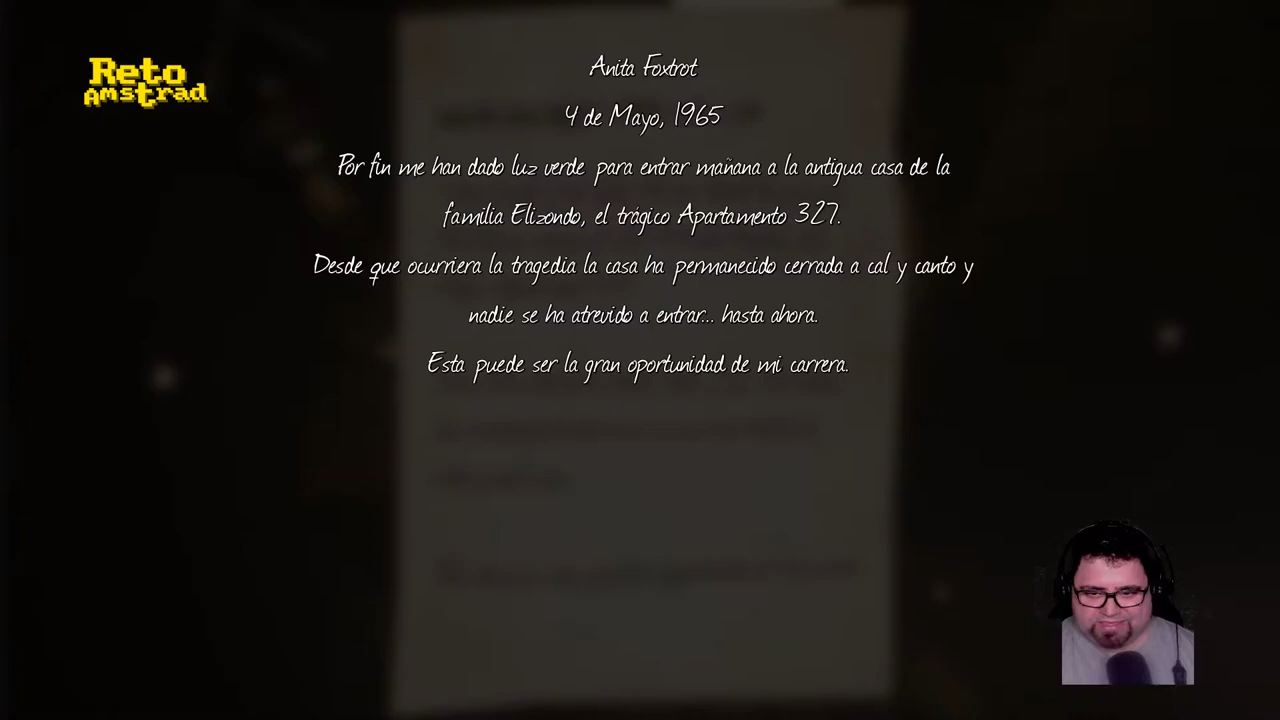 Reto
Amstrad
Anita Foxtrot
4 de Mayo, 1965
Por fin me han dado luz verde para entrar mañana a la antigua casa de la
familia Elizondo, el trágico Apartamento 327.
Desde que ocurriera la tragedia la casa ha permanecido cerrada a cal y canto y
nadie se ha atrevido a entrar... hasta ahora.
Esta puede ser la gran oportunidad de mi carrera.